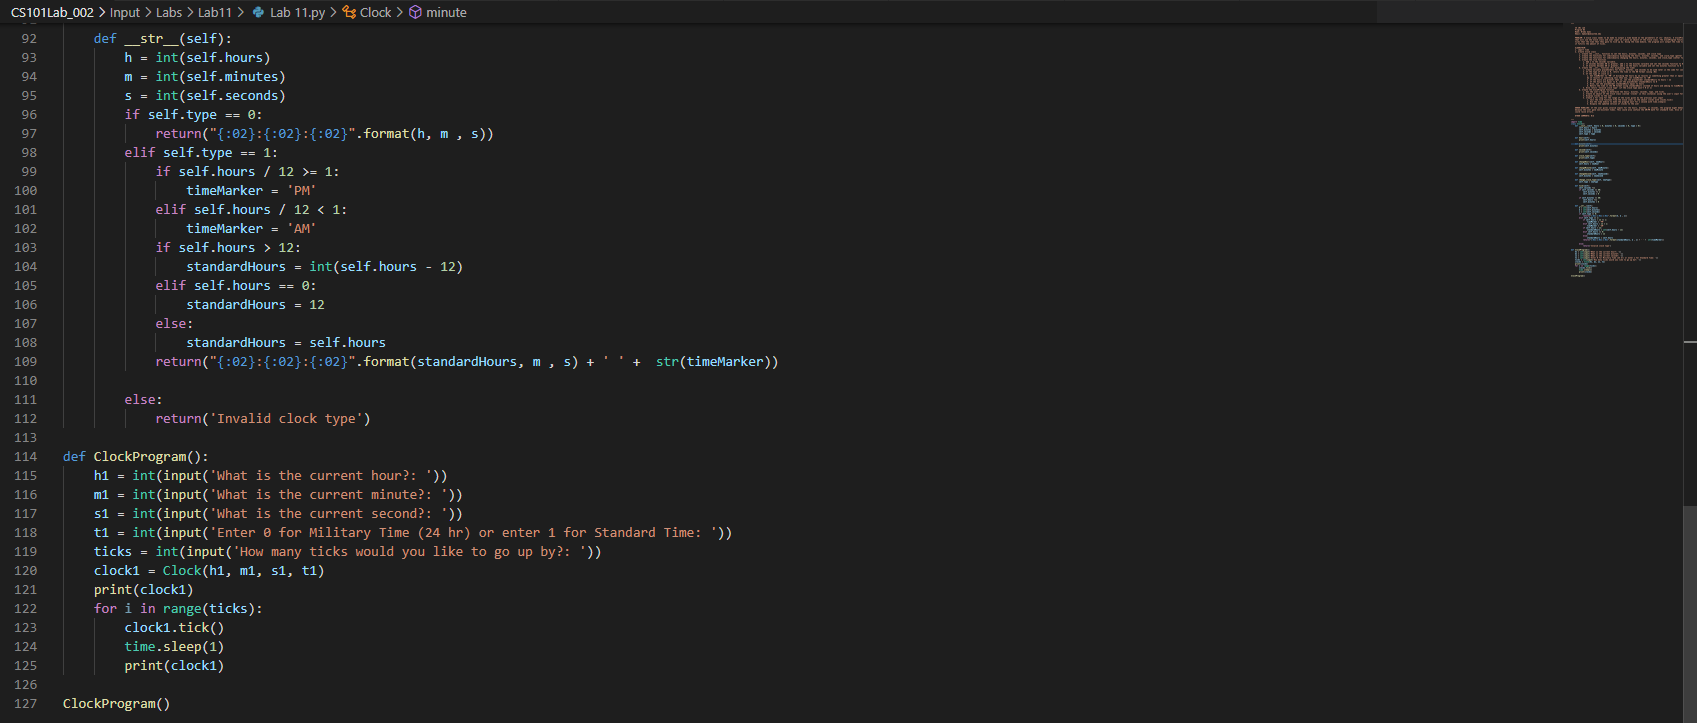 CS101Lab_002 > Input > Labs > Lab11 > Lab 11.py > Clock > minute
92 def __str__(self):
93 h = int(self.hours)
94 m = int(self.minutes)
95 s = int(self.seconds)
96 if self.type == 0:
97 return("{:02}:{:02}:{:02}".format(h, m , s))
98 elif self.type == 1:
99 if self.hours / 12 >= 1:
100 timeMarker = 'PM'
101 elif self.hours / 12 < 1:
102 timeMarker = 'AM'
103 if self.hours > 12:
104 standardHours = int(self.hours - 12)
105 elif self.hours == 0:
106 standardHours = 12
107 else:
108 standardHours = self.hours
109 return("{:02}:{:02}:{:02}".format(standardHours, m , s) + ' ' +  str(timeMarker))
110
111 else:
112 return('Invalid clock type')
113
114 def ClockProgram():
115 h1 = int(input('What is the current hour?: '))
116 m1 = int(input('What is the current minute?: '))
117 s1 = int(input('What is the current second?: '))
118 t1 = int(input('Enter 0 for Military Time (24 hr) or enter 1 for Standard Time: '))
119 ticks = int(input('How many ticks would you like to go up by?: '))
120 clock1 = Clock(h1, m1, s1, t1)
121 print(clock1)
122 for i in range(ticks):
123 clock1.tick()
124 time.sleep(1)
125 print(clock1)
126
127 ClockProgram()